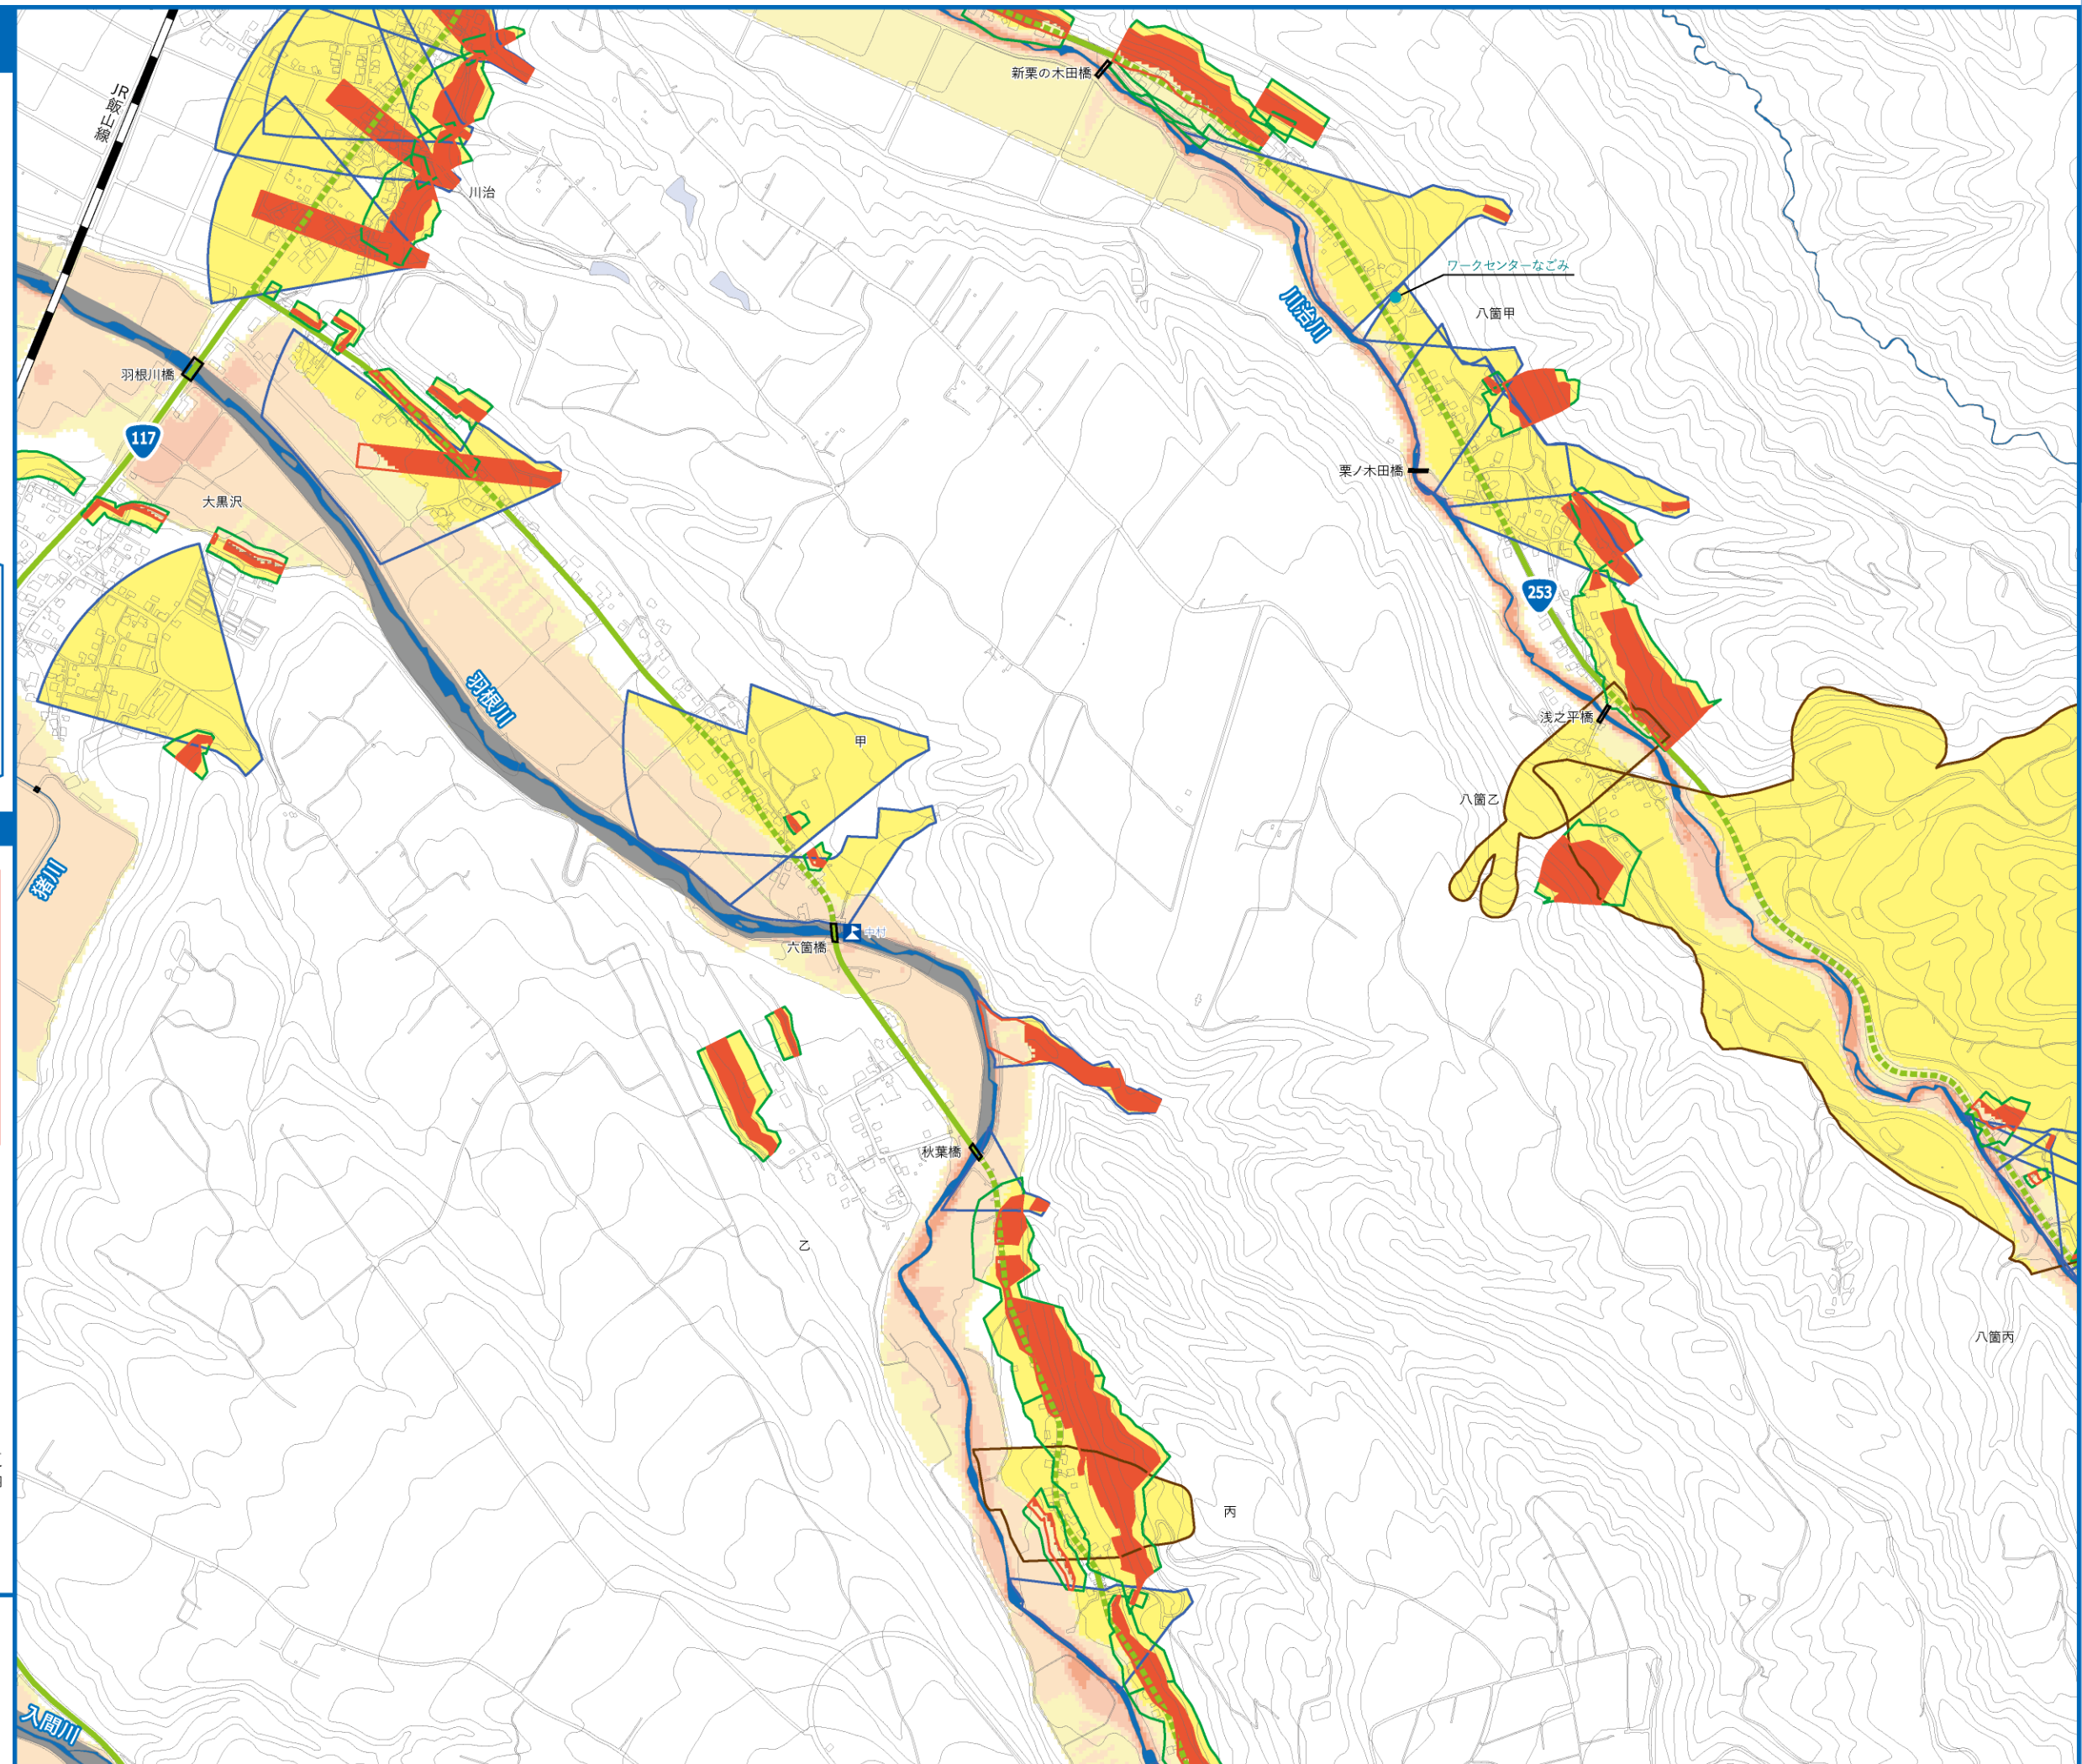 新栗の木田橋
JR飯山線
川治
ワークセンターなごみ
川治川
八箇甲
羽根川橋
117
栗ノ木田橋
大黒沢
253
羽根川
浅之平橋
甲
八箇乙
猪川
中村
六箇橋
秋葉橋
乙
八箇丙
丙
入間川